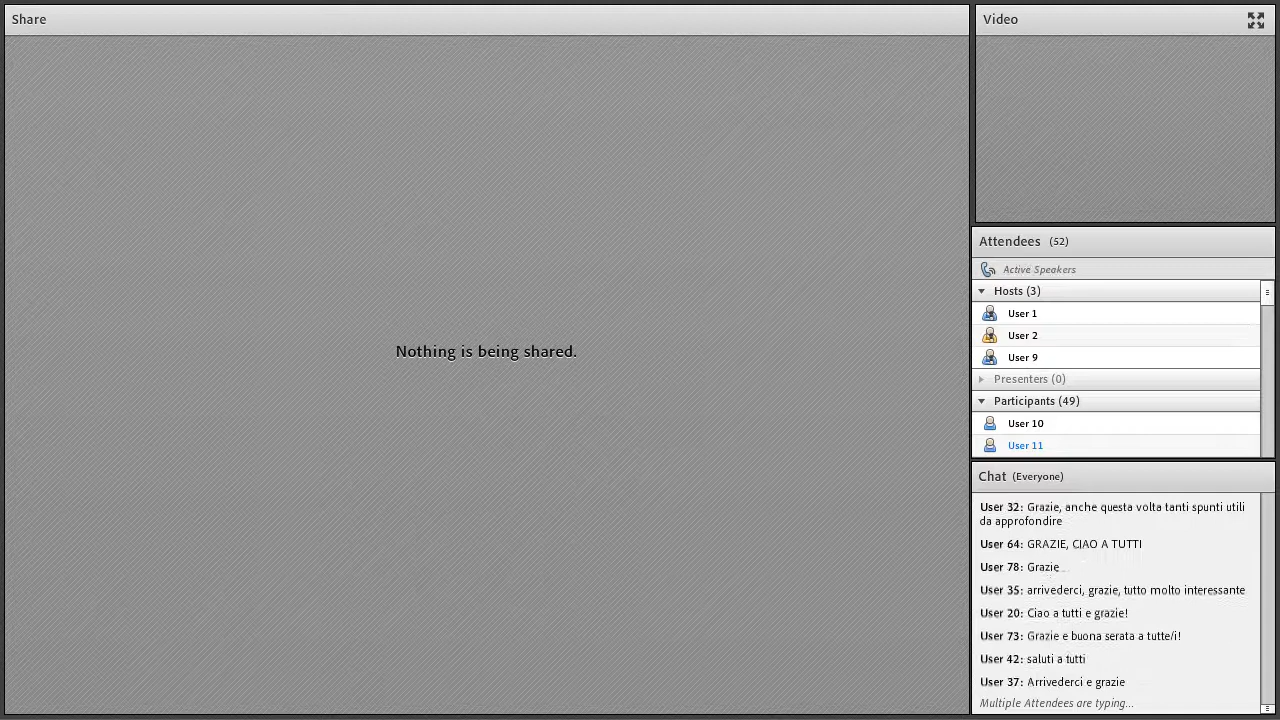 Share
Nothing is being shared.
Video
Attendees (52)
Active Speakers
Hosts (3)
User 1
User 2
User 9
Presenters (0)
Participants (49)
User 10
User 11
Chat (Everyone)
User 32: Grazie, anche questa volta tanti spunti utili
da approfondire
User 64: GRAZIE, CIAO A TUTTI
User 78: Grazie
User 35: arrivederci, grazie, tutto molto interessante
User 20: Ciao a tutti e grazie!
User 73: Grazie e buona serata a tutte/i!
User 42: saluti a tutti
User 37: Arrivederci e grazie
Multiple Attendees are typing...